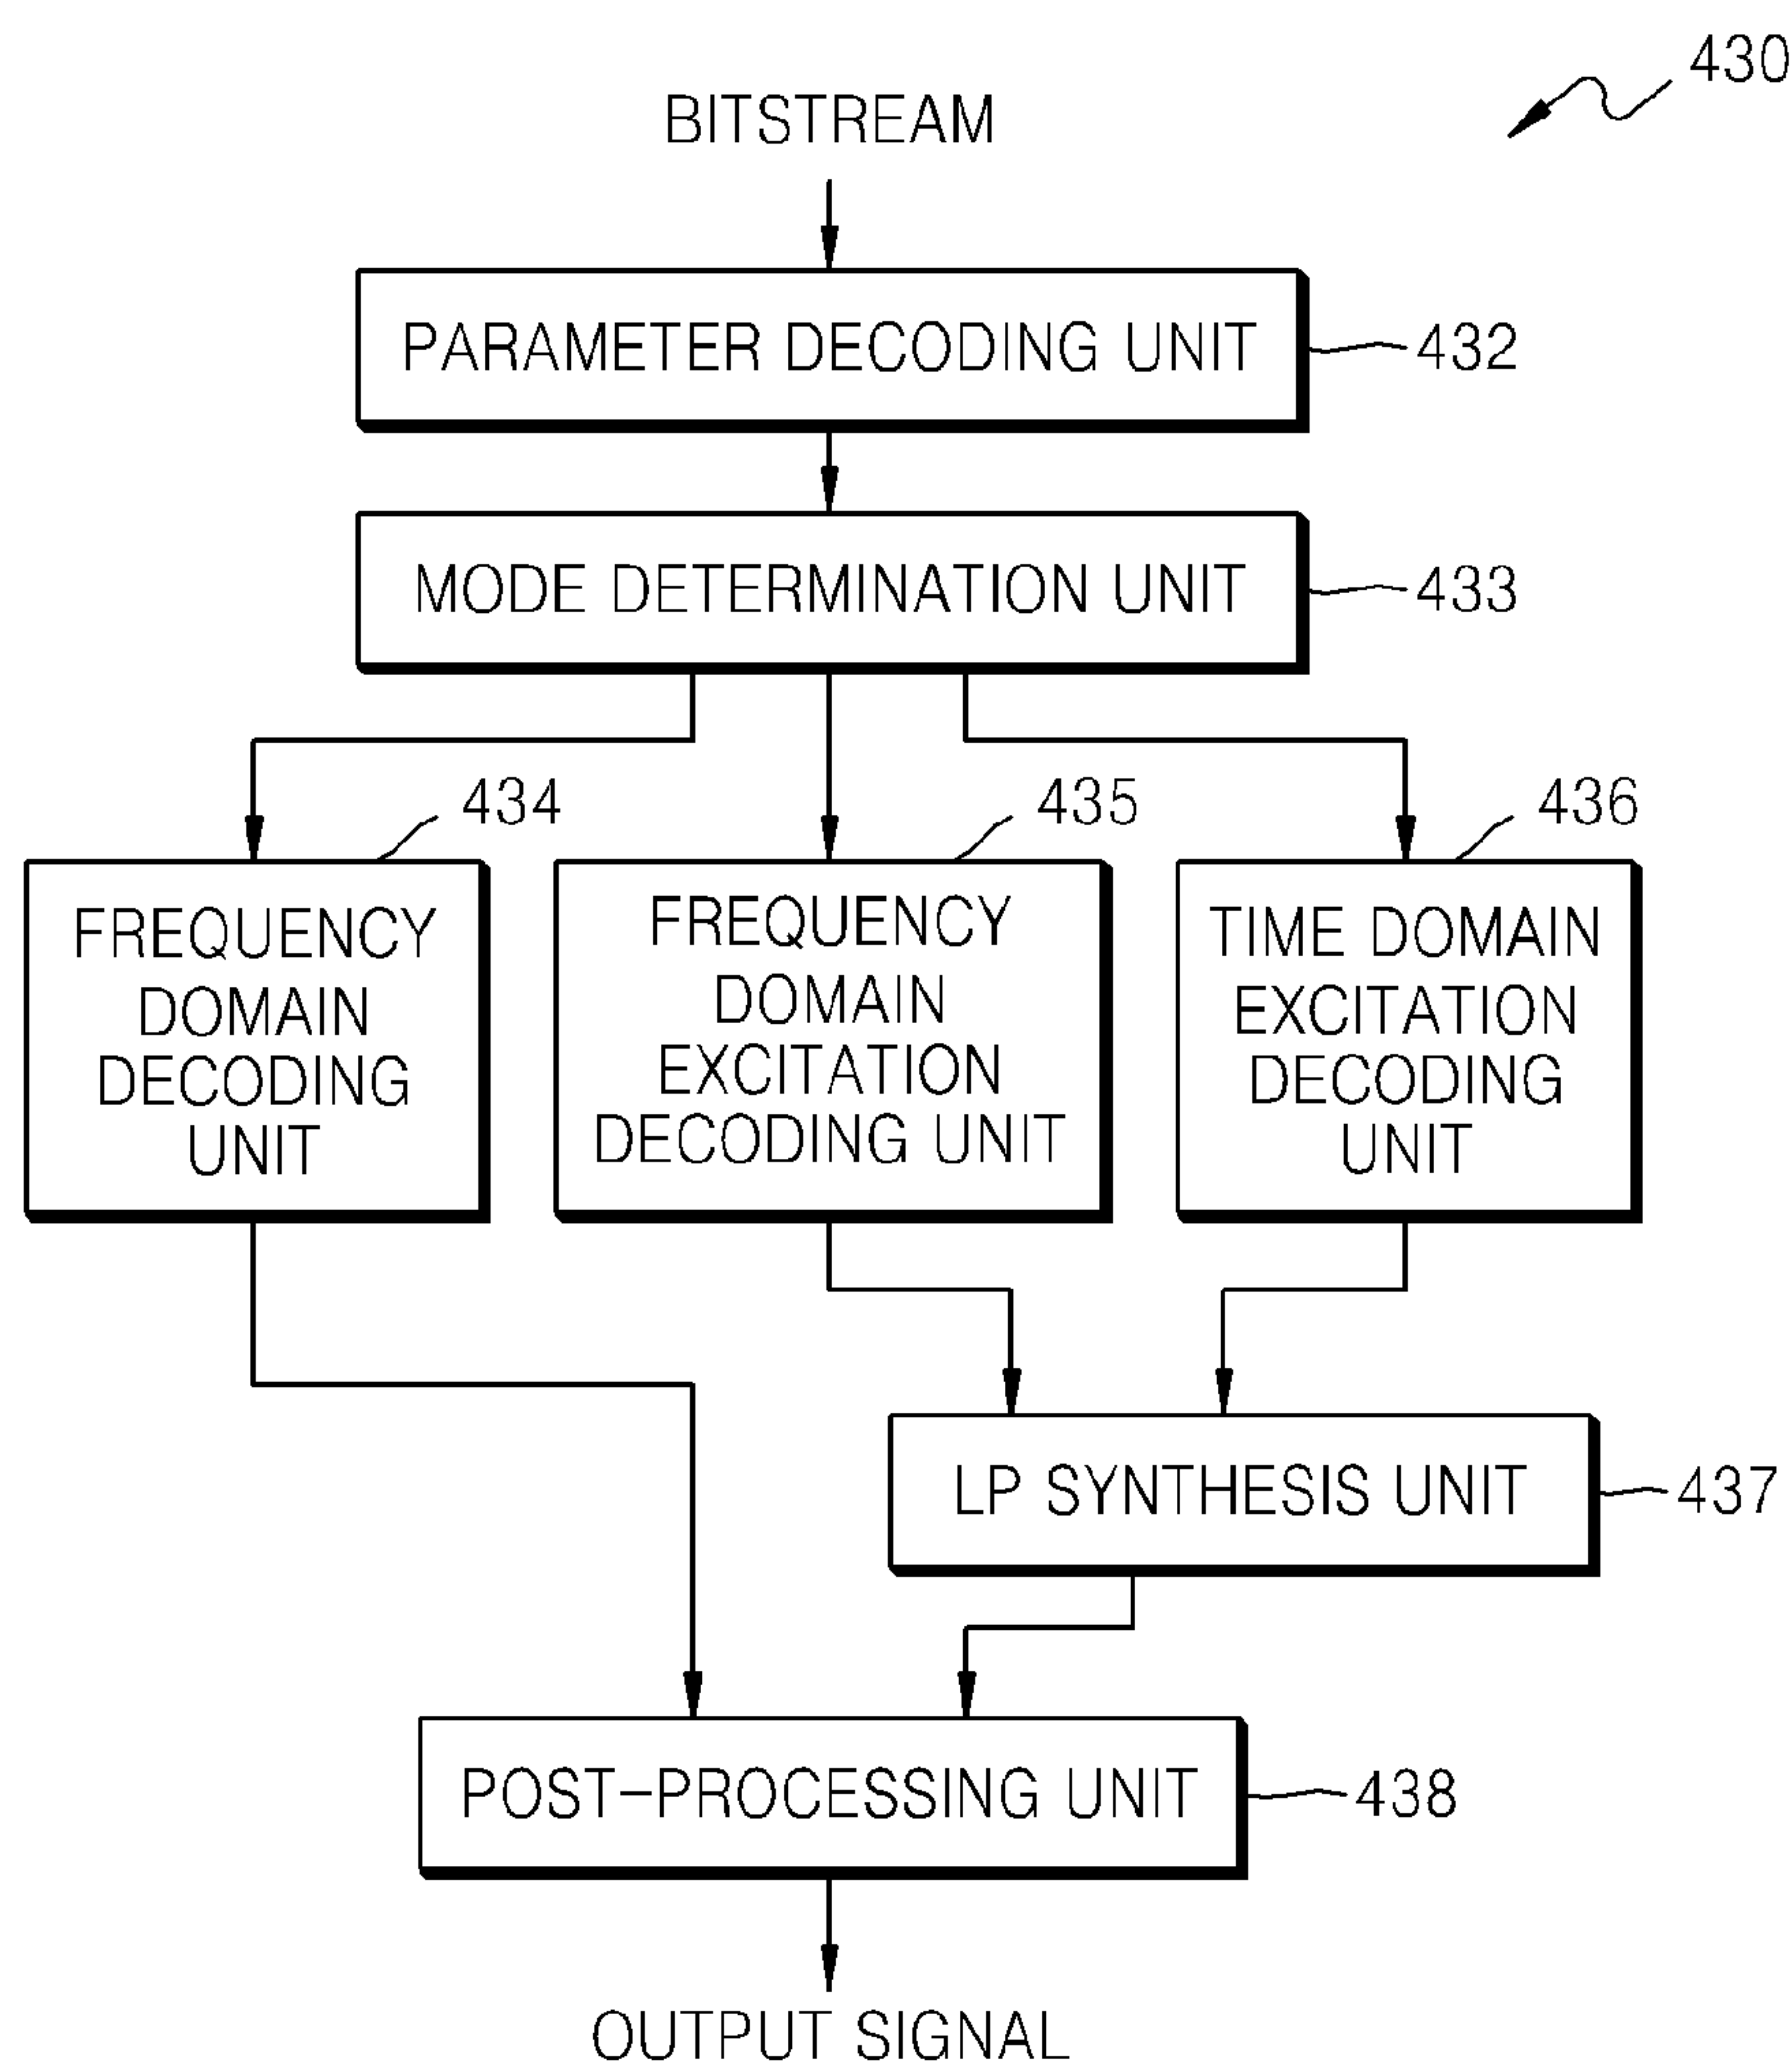 430
BITSTREAM
PARAMETER DECODING UNIT
432
MODE DETERMINATION UNIT
433
434
435
436
FREQUENCY
DOMAIN
DECODING
UNIT
FREQUENCY
DOMAIN
EXCITATION
DECODING UNIT
TIME DOMAIN
EXCITATION
DECODING
UNIT
LP SYNTHESIS UNIT
437
POST-PROCESSING UNIT
438
OUTPUT SIGNAL